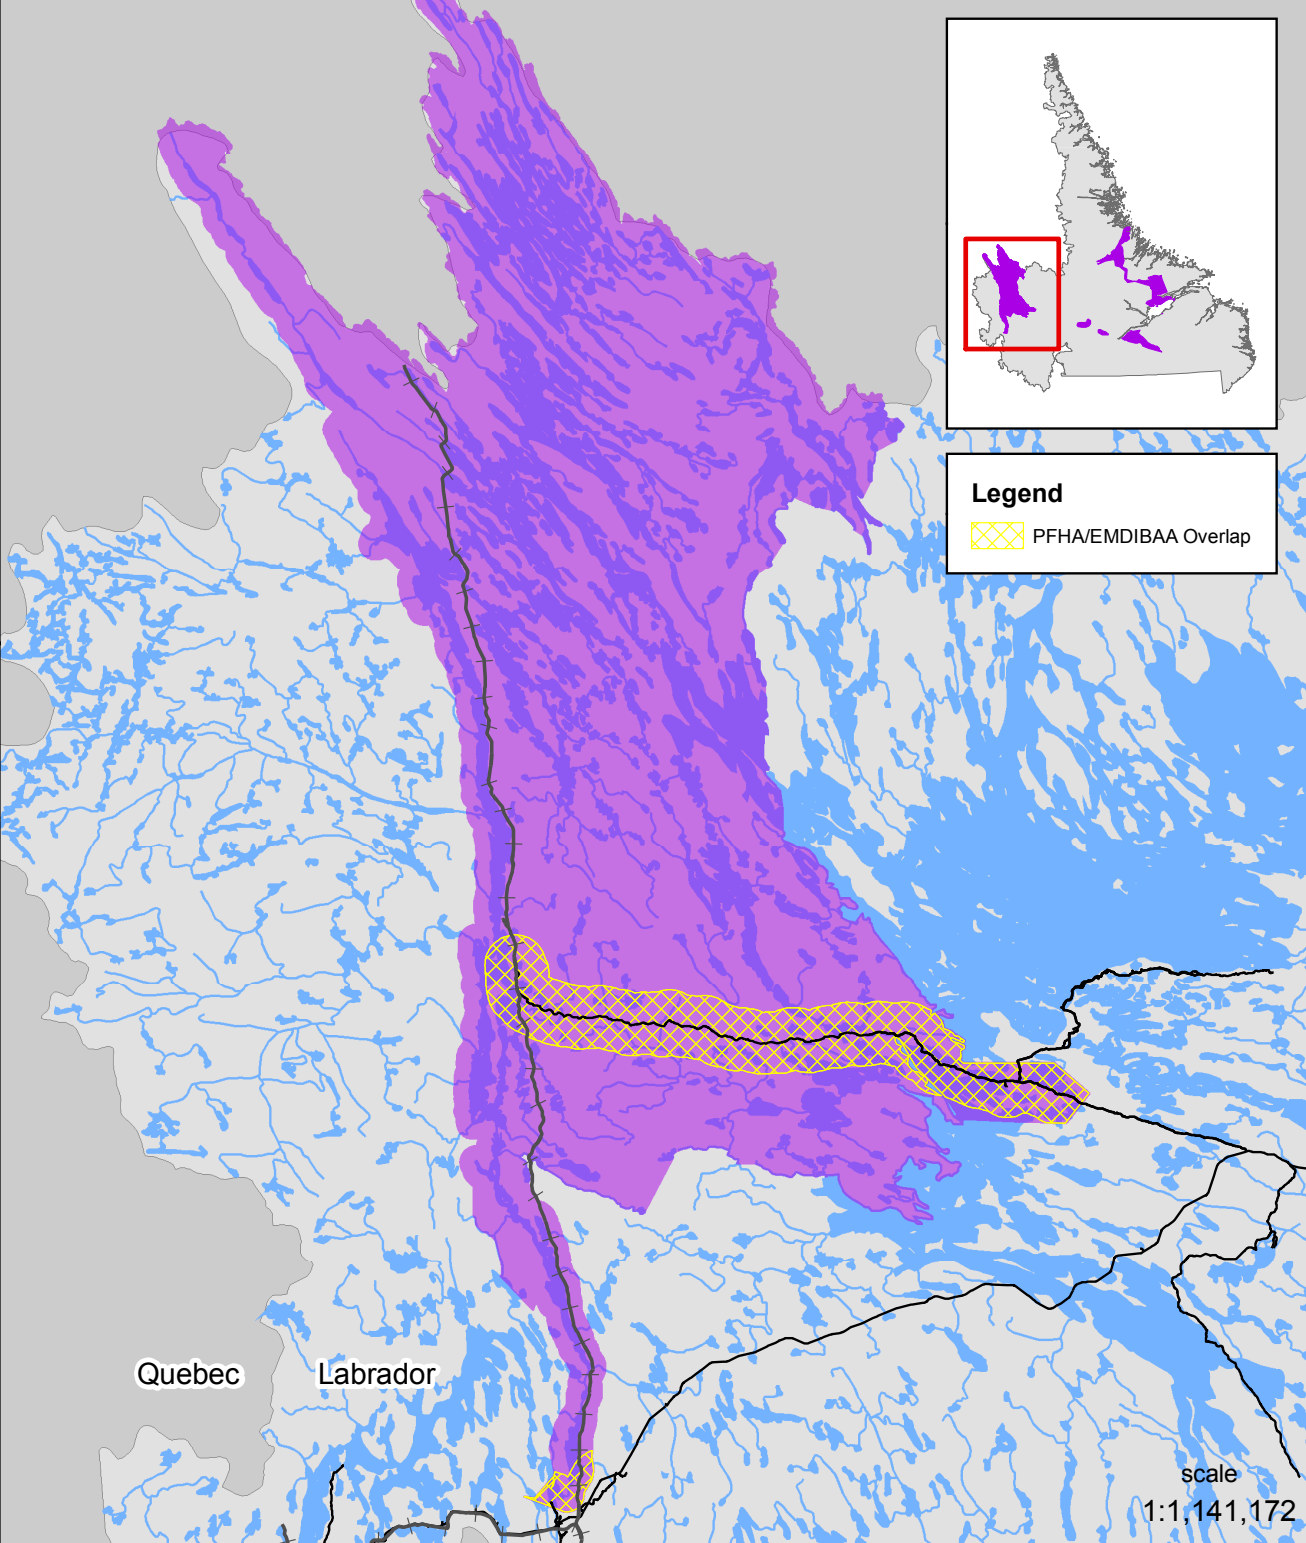 Legend
PFHA/EMDIBAA Overlap
Quebec
Labrador
scale
1:1,141,172